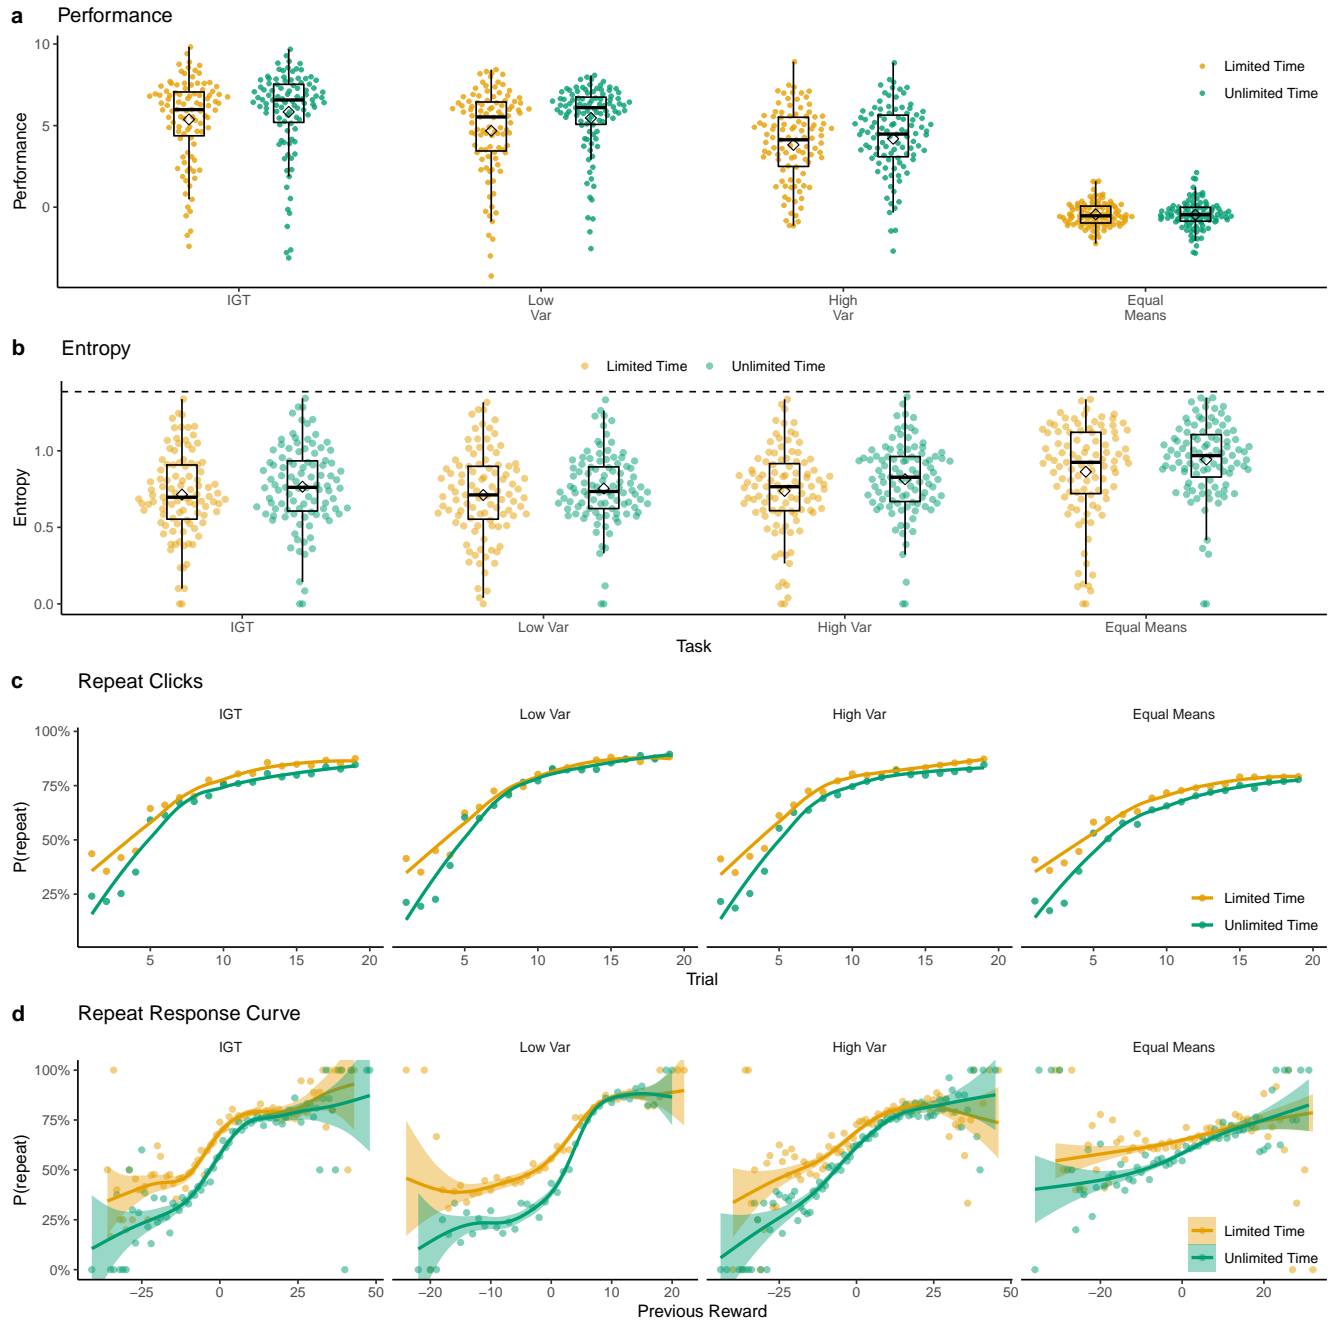 a Performance
Performance
10
5
0
Limited Time
Unlimited Time
IGT
Low
Var
High
Var
Equal
Means
b Entropy
Limited Time Unlimited Time
Entropy
1.0
0.5
0.0
IGT Low Var High Var Equal Means
Task
c Repeat Clicks
IGT Low Var High Var Equal Means
P(repeat)
100%
75%
50%
25%
Limited Time
Unlimited Time
5 10 15 20 5 10 15 20 5 10 15 20 5 10 15 20
Trial
d Repeat Response Curve
IGT Low Var High Var Equal Means
P(repeat)
100%
75%
50%
25%
0%
Limited Time
Unlimited Time
−25 0 25 50 −20 −10 0 10 20 −25 0 25 50 −20 0 20
Previous Reward